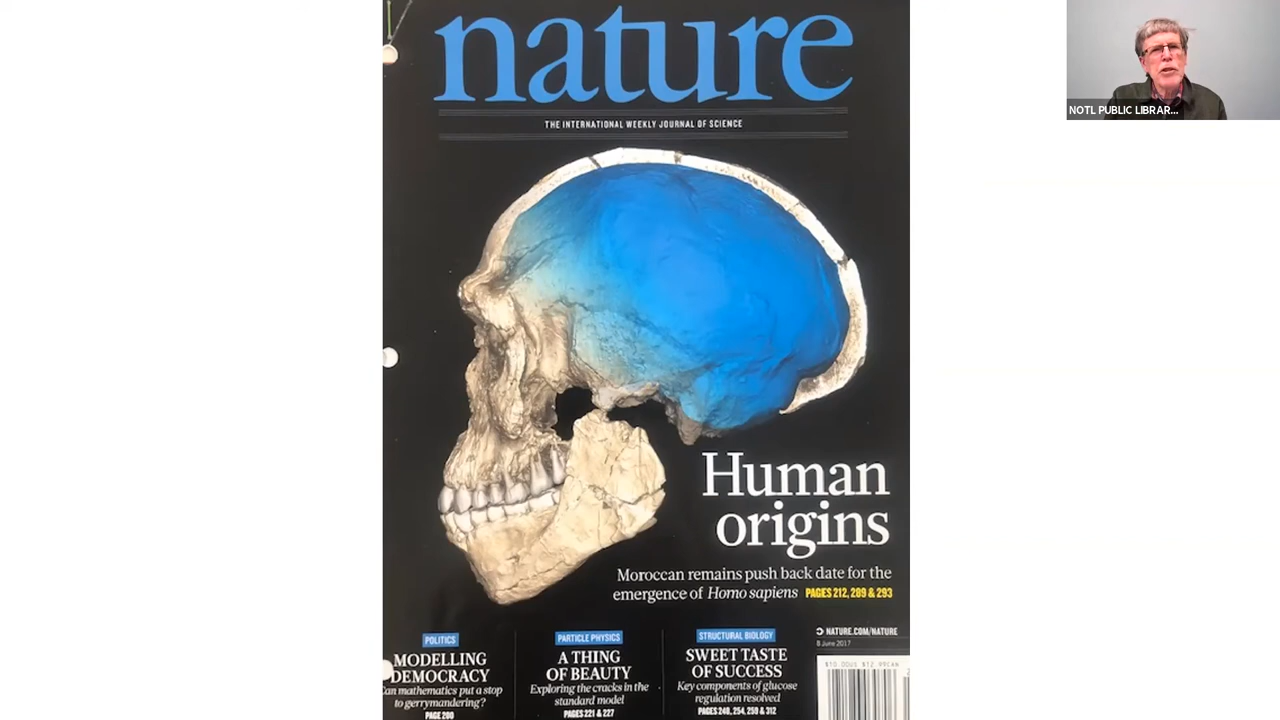 nature
THE INTERNATIONAL WEEKLY JOURNAL OF SCIENCE
NOTL PUBLIC LIBRAR...
Human
origins
Moroccan remains push back date for the
emergence of Homo sapiens PAGES 212, 289 & 293
POLITICS
MODELLING
DEMOCRACY
Can mathematics put a stop
to gerrymandering?
PAGE 200
PARTICLE PHYSICS
A THING
OF BEAUTY
Exploring the cracks in the
standard model
PAGES 221 & 227
STRUCTURAL BIOLOGY
SWEET TASTE
OF SUCCESS
Key components of glucose
regulation resolved
PAGES 248, 254, 259 & 312
NATURE.COM/NATURE
8 June 2017